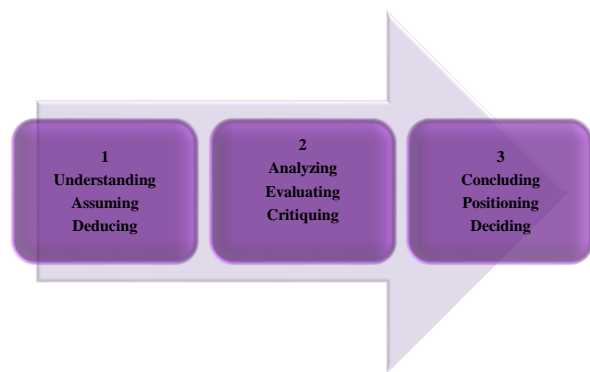 1
Understanding
Assuming
Deducing
2
Analyzing
Evaluating
Critiquing
3
Concluding
Positioning
Deciding